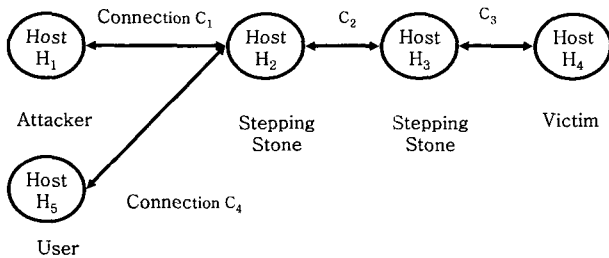 Host
H1
Connection C1
Host
H2
C2
Host
H3
C3
Host
H4
Attacker
Stepping
Stone
Stepping
Stone
Victim
Host
H5
Connection C4
User